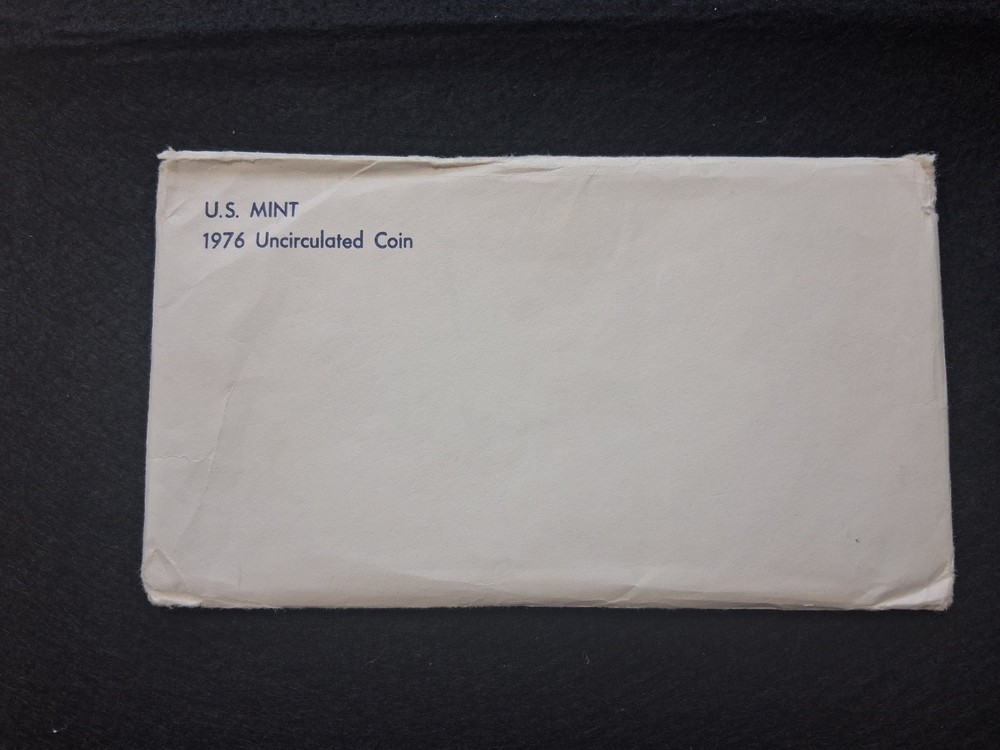 U.S. MINT
1976 Uncirculated Coin